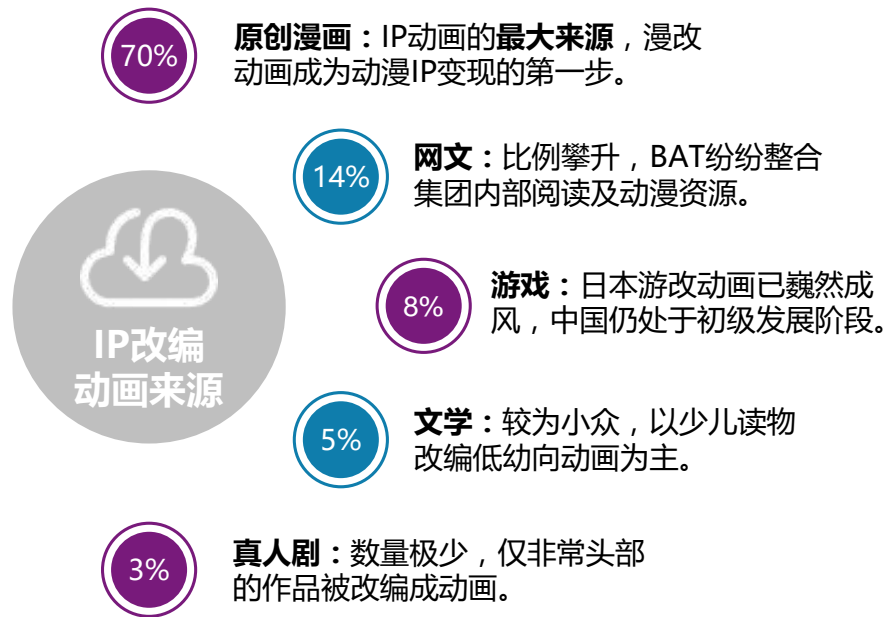 70%
原创漫画：IP动画的最大来源，漫改
动画成为动漫IP变现的第一步。
14%
网文：比例攀升，BAT纷纷整合
集团内部阅读及动漫资源。
IP改编
动画来源
8%
游戏：日本游改动画已巍然成
风，中国仍处于初级发展阶段。
5%
文学：较为小众，以少儿读物
改编低幼向动画为主。
3%
真人剧：数量极少，仅非常头部
的作品被改编成动画。